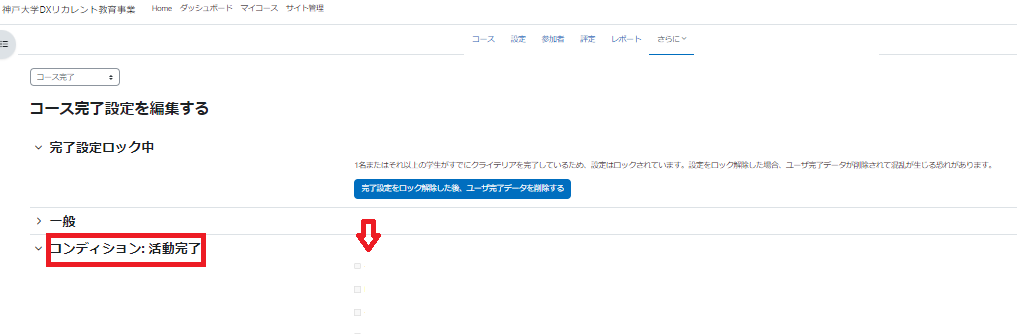 神戸大学DXリカレント教育事業 Home ダッシュボード マイコース サイト管理
コース 設定 参加者 評定 レポート さらに
コース完了
コース完了設定を編集する
完了設定ロック中
1名またはそれ以上の学生がすでにクライテリアを完了しているため、設定はロックされています。設定をロック解除した場合、ユーザ完了データが削除されて混乱が生じる恐れがあります。
完了設定をロック解除した後、ユーザ完了データを削除する
一般
コンディション: 活動完了